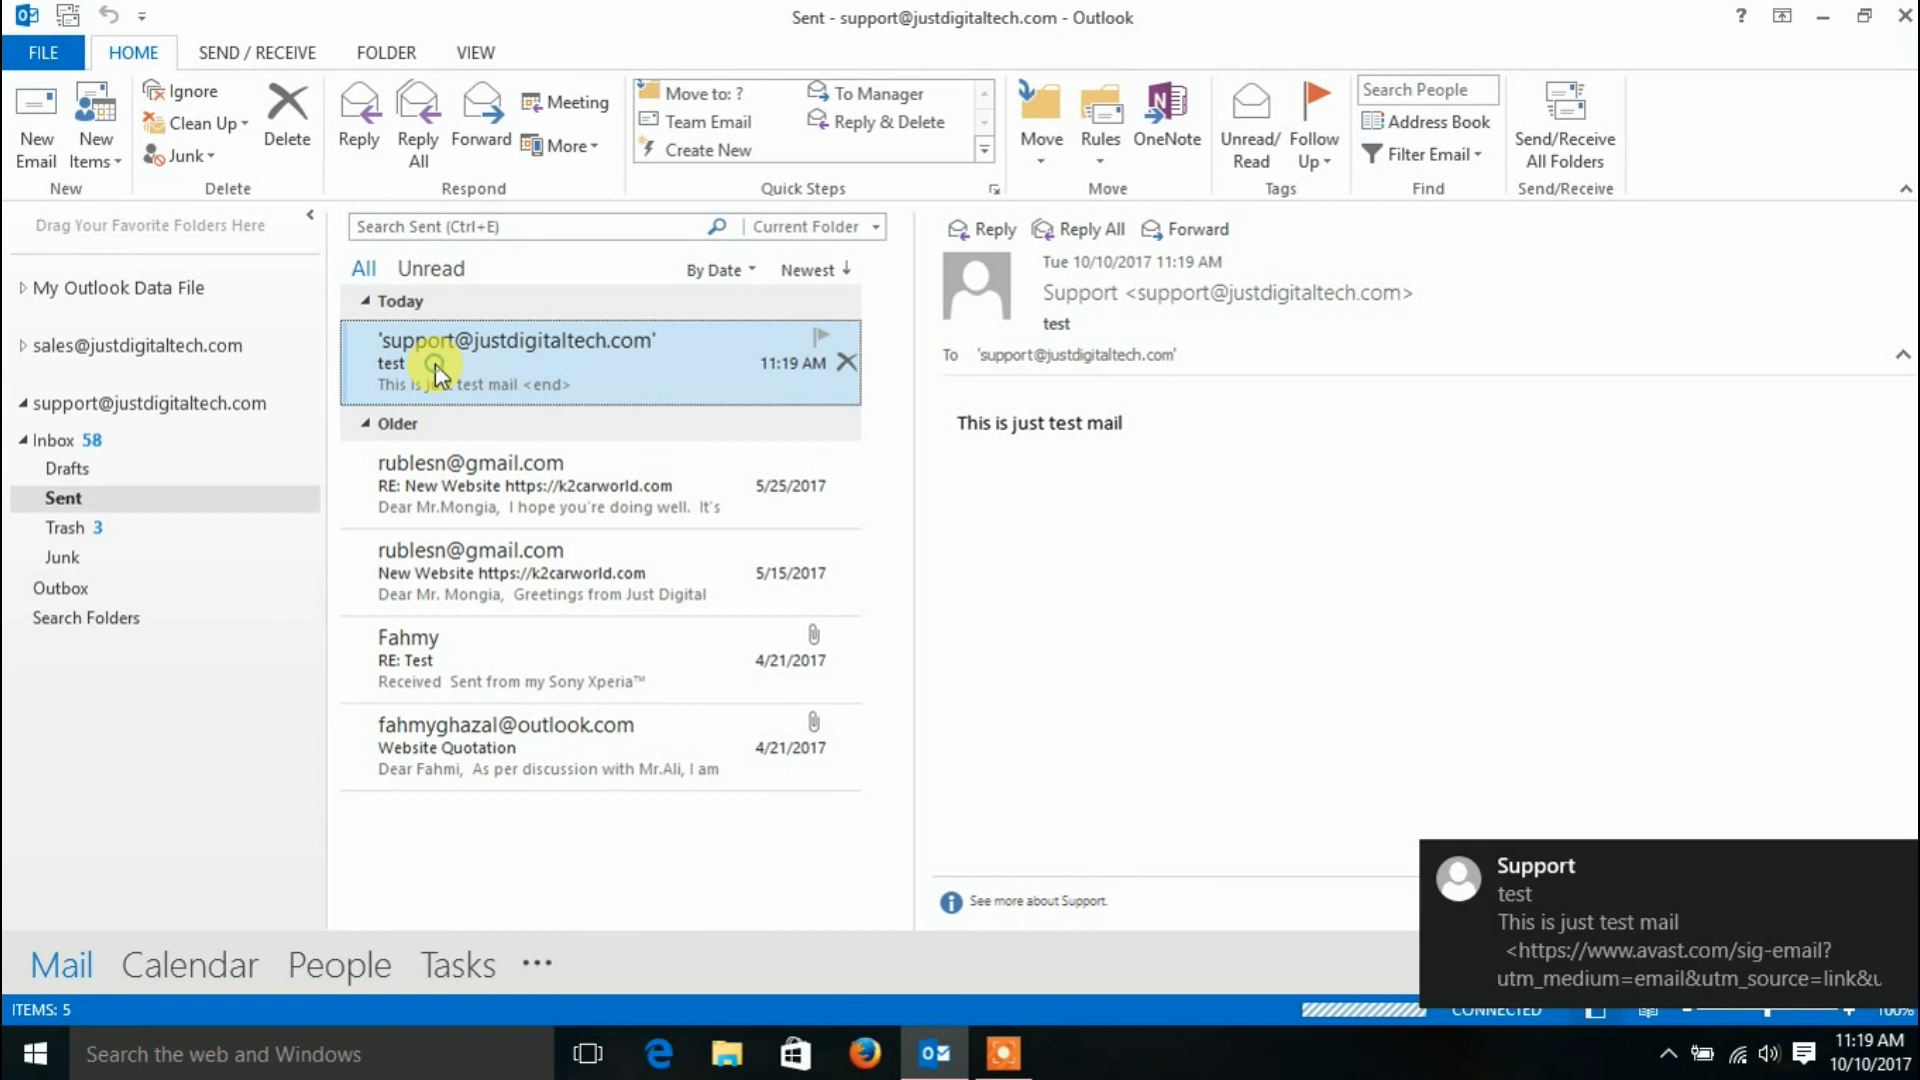 Sent - support@justdigitaltech.com - Outlook
?
FILE
HOME
SEND / RECEIVE
FOLDER
VIEW
New Email
New Items
New
Ignore
Clean Up
Junk
Delete
Delete
Reply
Reply All
Forward
Meeting
More
Respond
Move to: ?
Team Email
Create New
To Manager
Reply & Delete
Quick Steps
Move
Rules
OneNote
Move
Unread/ Read
Follow Up
Tags
Search People
Address Book
Filter Email
Find
Send/Receive All Folders
Send/Receive
Drag Your Favorite Folders Here
My Outlook Data File
sales@justdigitaltech.com
support@justdigitaltech.com
Inbox 58
Drafts
Sent
Trash 3
Junk
Outbox
Search Folders
Search Sent (Ctrl+E)
Current Folder
All Unread
By Date Newest
Today
'support@justdigitaltech.com'
test 11:19 AM
This is just test mail <end>
Older
rublesn@gmail.com
RE: New Website https://k2carworld.com 5/25/2017
Dear Mr.Mongia, I hope you're doing well. It's
rublesn@gmail.com
New Website https://k2carworld.com 5/15/2017
Dear Mr. Mongia, Greetings from Just Digital
Fahmy
RE: Test 4/21/2017
Received Sent from my Sony Xperia™
fahmyghazal@outlook.com
Website Quotation 4/21/2017
Dear Fahmi, As per discussion with Mr.Ali, I am
Reply Reply All Forward
Tue 10/10/2017 11:19 AM
Support <support@justdigitaltech.com>
test
To 'support@justdigitaltech.com'
This is just test mail
See more about Support.
Support
test
This is just test mail
<https://www.avast.com/sig-email?
utm_medium=email&utm_source=link&u
Mail Calendar People Tasks ...
ITEMS: 5
CONNECTED
100%
Search the web and Windows
11:19 AM
10/10/2017